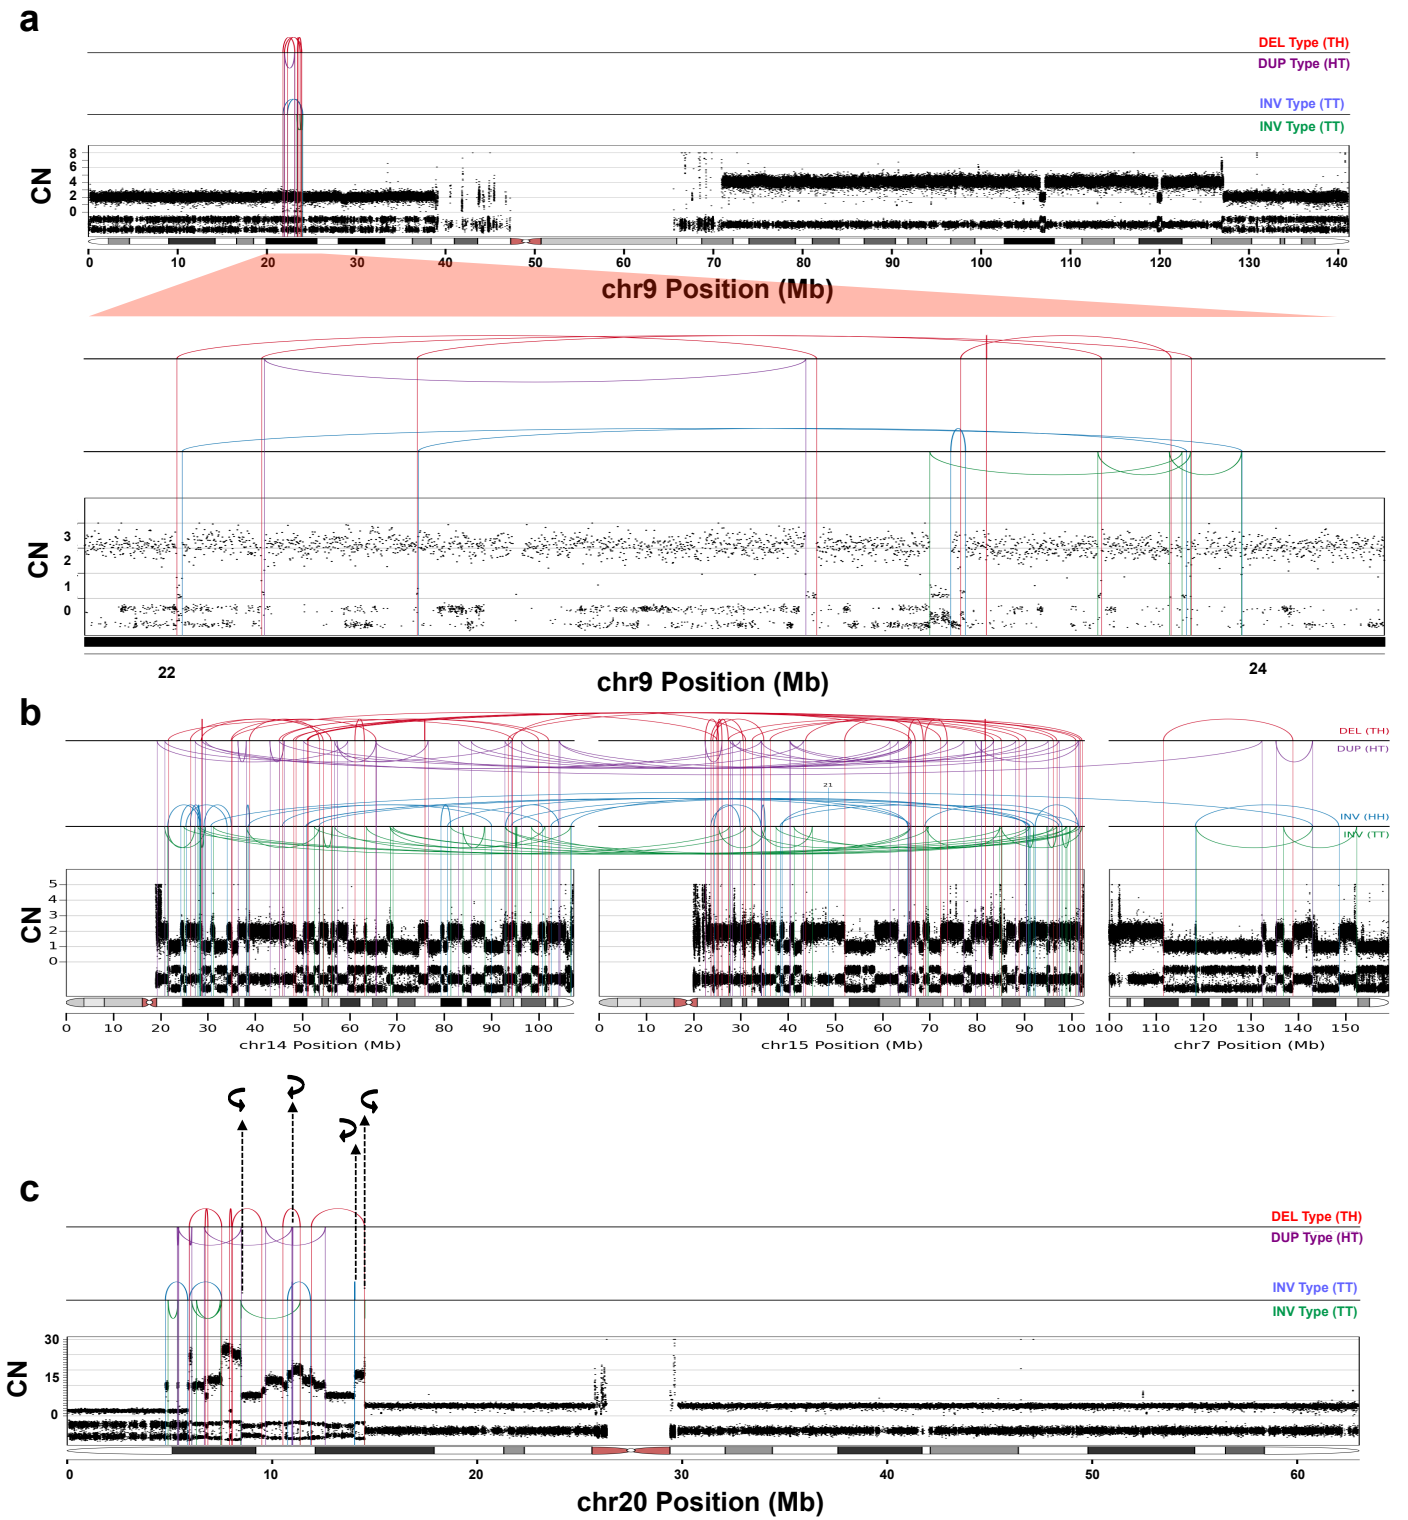 a
DEL Type (TH)
DUP Type (HT)
INV Type (TT)
INV Type (TT)
CN
8
6
4
2
0
0 10 20 30 40 50 60 70 80 90 100 110 120 130 140
chr9 Position (Mb)
CN
3
2
1
0
22 24
chr9 Position (Mb)
b
DEL (TH)
DUP (HT)
21
INV (HH)
INV (TT)
CN
5
4
3
2
1
0
0 10 20 30 40 50 60 70 80 90 100 0 10 20 30 40 50 60 70 80 90 100 100 110 120 130 140 150
chr14 Position (Mb) chr15 Position (Mb) chr7 Position (Mb)
c
DEL Type (TH)
DUP Type (HT)
INV Type (TT)
INV Type (TT)
CN
30
15
0
0 10 20 30 40 50 60
chr20 Position (Mb)